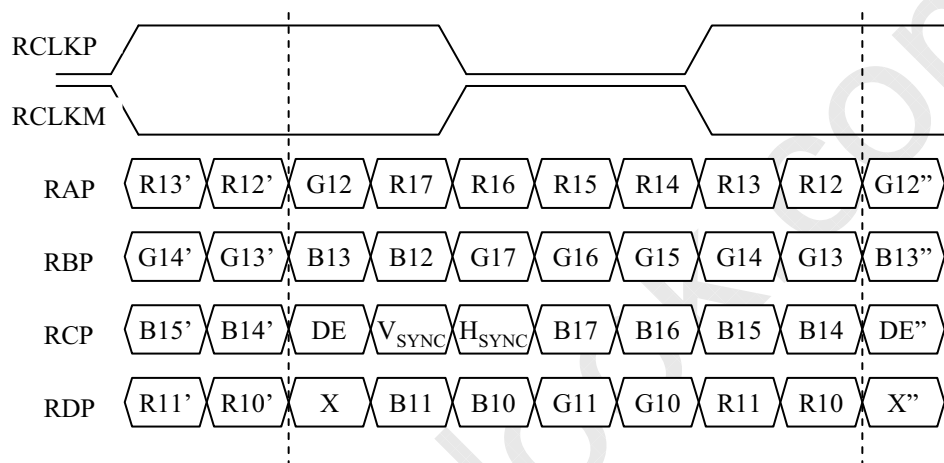 RCLKP
RCLKM
RAP R13’ R12’ G12 R17 R16 R15 R14 R13 R12 G12”
RBP G14’ G13’ B13 B12 G17 G16 G15 G14 G13 B13”
RCP B15’ B14’ DE VSYNC HSYNC B17 B16 B15 B14 DE”
RDP R11’ R10’ X B11 B10 G11 G10 R11 R10 X”